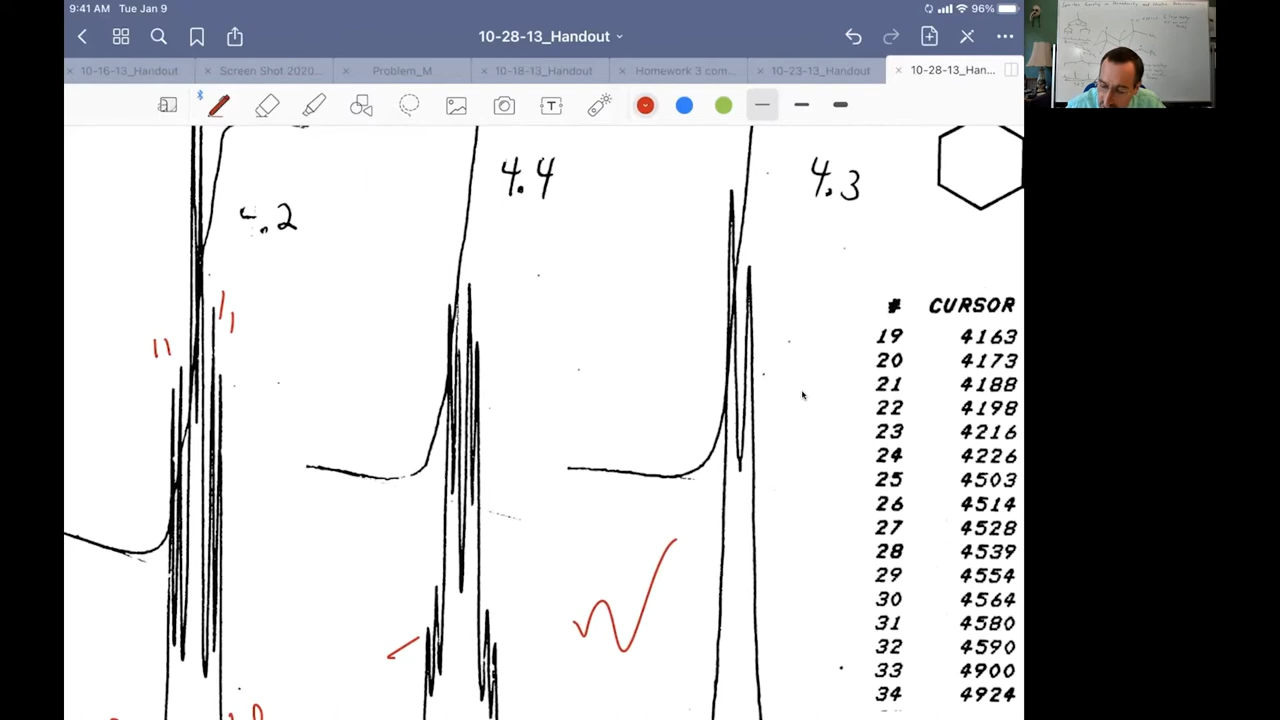 9:41 AM Tue Jan 9
96%
10-28-13_Handout
10-16-13_Handout
Screen Shot 2020...
Problem_M
10-18-13_Handout
Homework 3 com...
10-23-13_Handout
10-28-13_Han...
4.2
4.4
4.3
# CURSOR
19 4163
20 4173
21 4188
22 4198
23 4216
24 4226
25 4503
26 4514
27 4528
28 4539
29 4554
30 4564
31 4580
32 4590
33 4900
34 4924